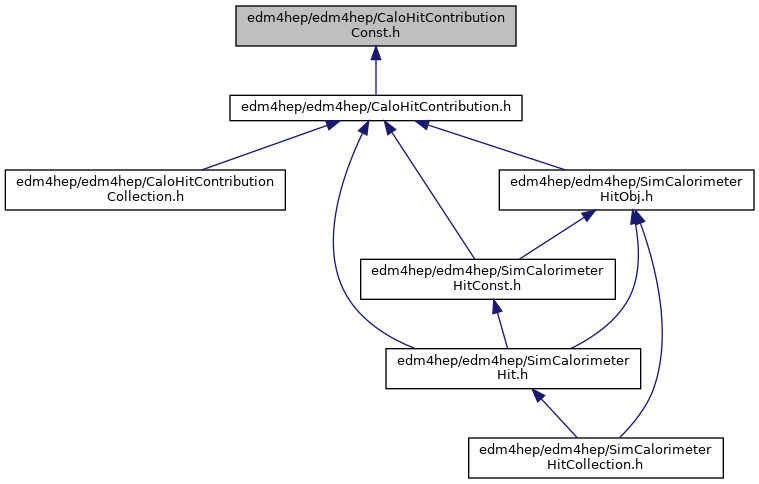 edm4hep/edm4hep/CaloHitContribution
Const.h
edm4hep/edm4hep/CaloHitContribution.h
edm4hep/edm4hep/CaloHitContribution
Collection.h
edm4hep/edm4hep/SimCalorimeter
HitObj.h
edm4hep/edm4hep/SimCalorimeter
HitConst.h
edm4hep/edm4hep/SimCalorimeter
Hit.h
edm4hep/edm4hep/SimCalorimeter
HitCollection.h